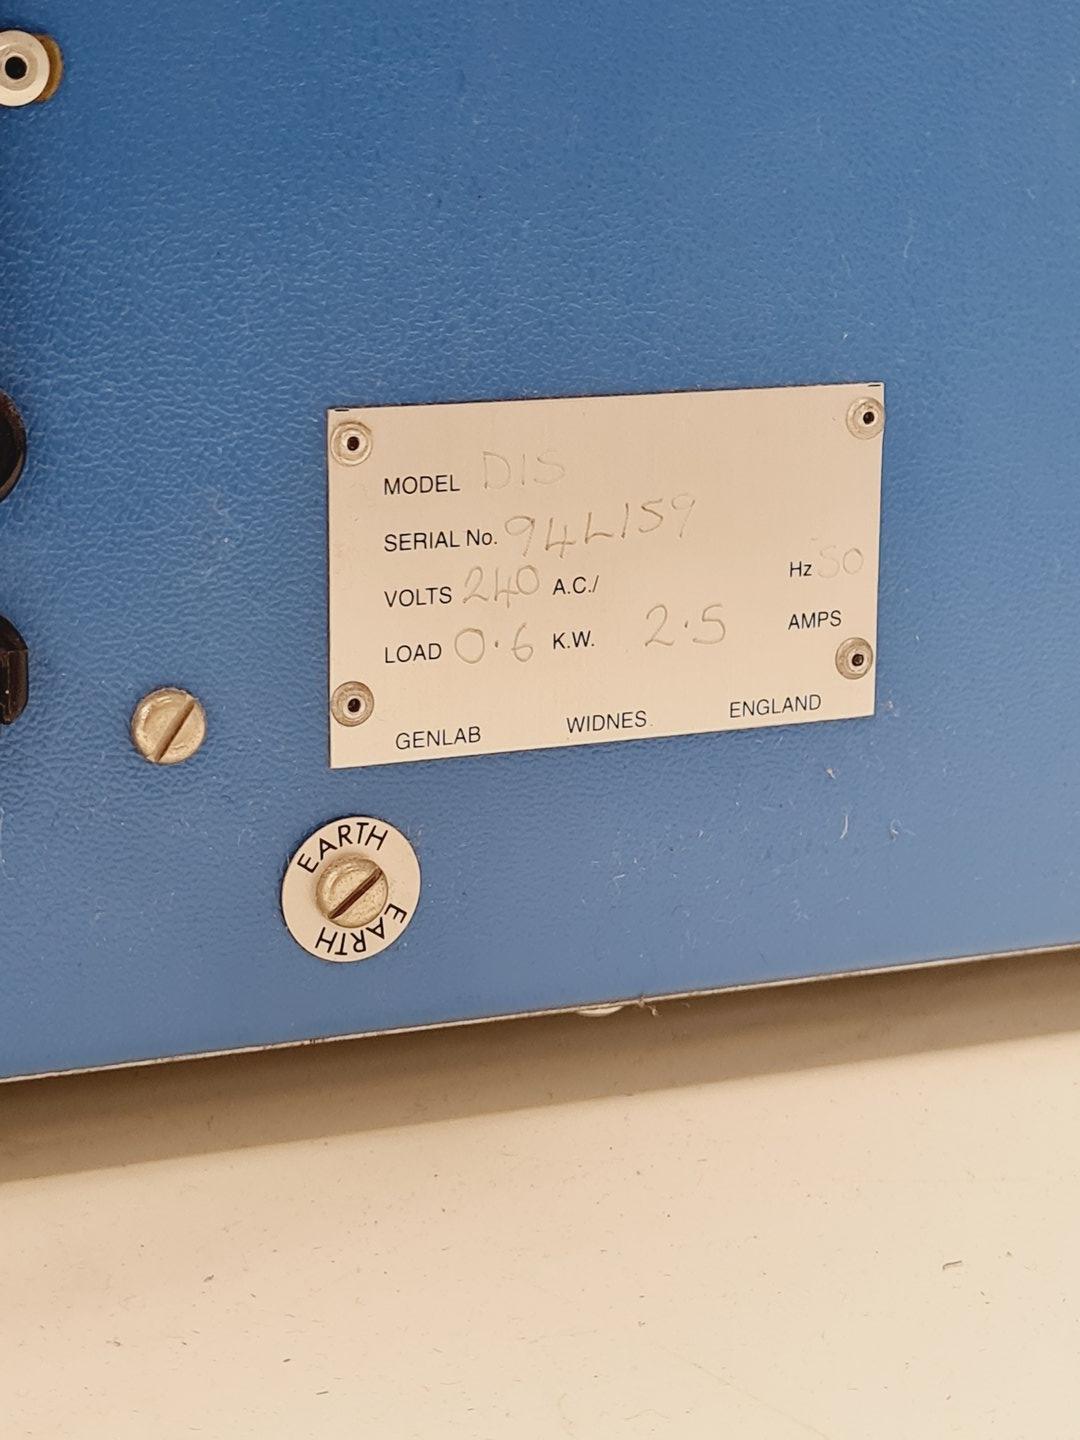 MODEL DIS
SERIAL No. 94L159
VOLTS 240 A.C./ Hz 50
LOAD 0.6 K.W. 2.5 AMPS
GENLAB WIDNES. ENGLAND
EARTH
EARTH